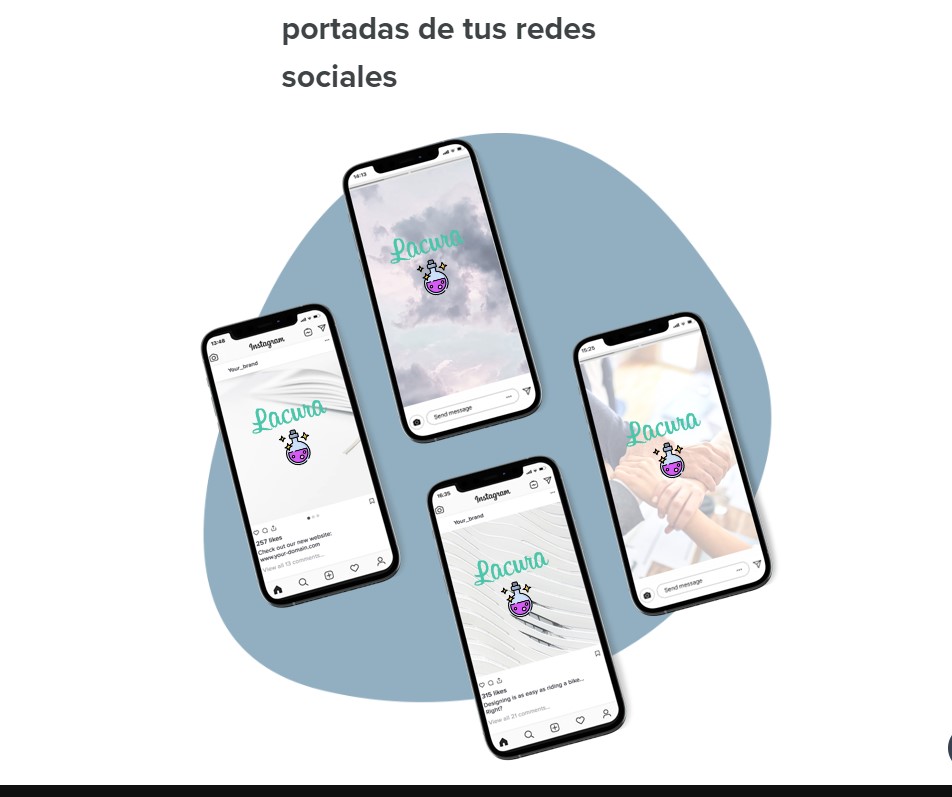 portadas de tus redes
sociales
14:13
Lacura
Send message
13:48
Instagram
Your_brand
Lacura
257 likes
Check out our new website:
www.your-domain.com
View all 13 comments...
15:25
Lacura
Send message
16:35
Instagram
Your_brand
Lacura
315 likes
Designing is as easy as riding a bike...
Right?
View all 21 comments...